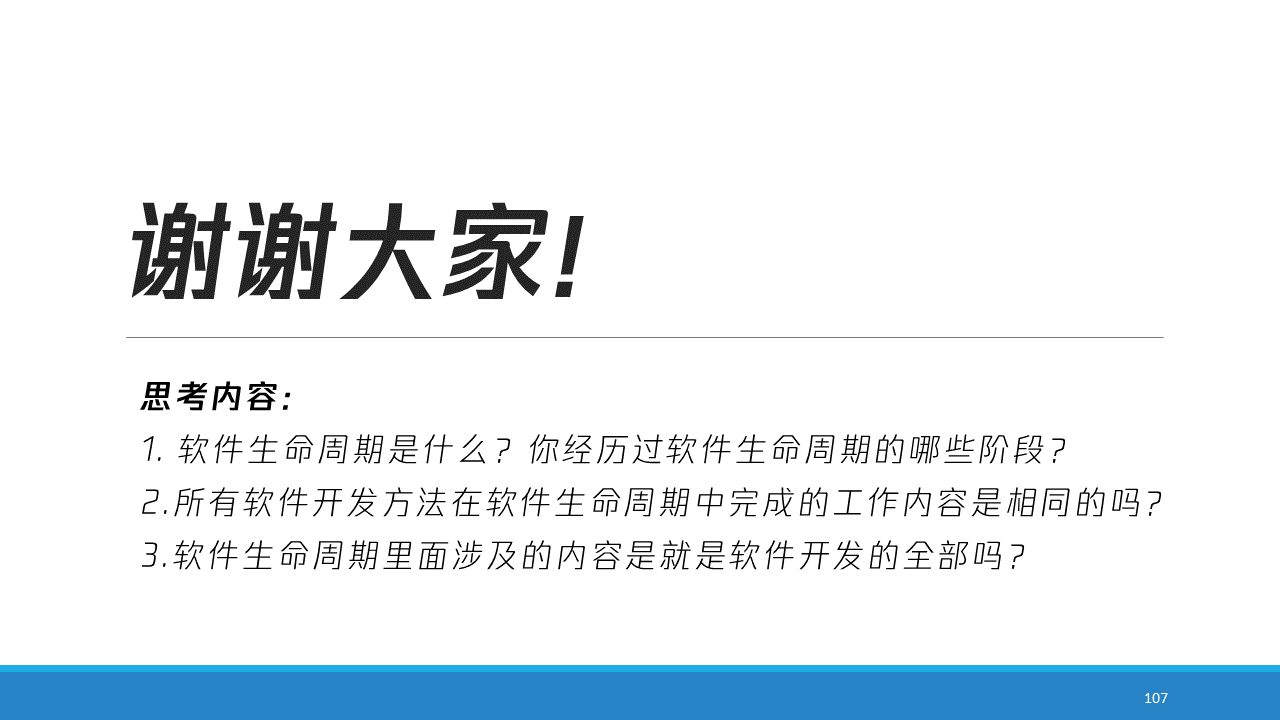 谢谢大家!
思考内容:
1. 软件生命周期是什么? 你经历过软件生命周期的哪些阶段?
2.所有软件开发方法在软件生命周期中完成的工作内容是相同的吗?
3.软件生命周期里面涉及的内容是就是软件开发的全部吗?
107